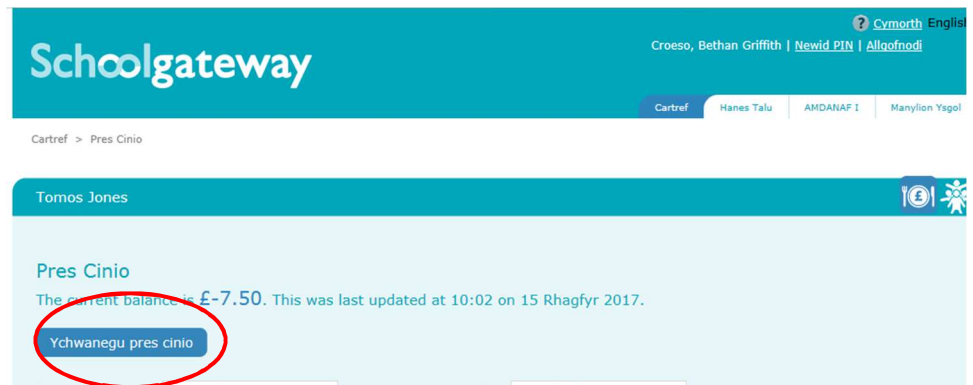 Cymorth English
Schoolgateway
Croeso, Bethan Griffith | Newid PIN | Allgofnodi
Cartref Hanes Talu AMDANAF I Manylion Ysgol
Cartref > Pres Cinio
Tomos Jones
Pres Cinio
The current balance is £-7.50. This was last updated at 10:02 on 15 Rhagfyr 2017.
Ychwanegu pres cinio